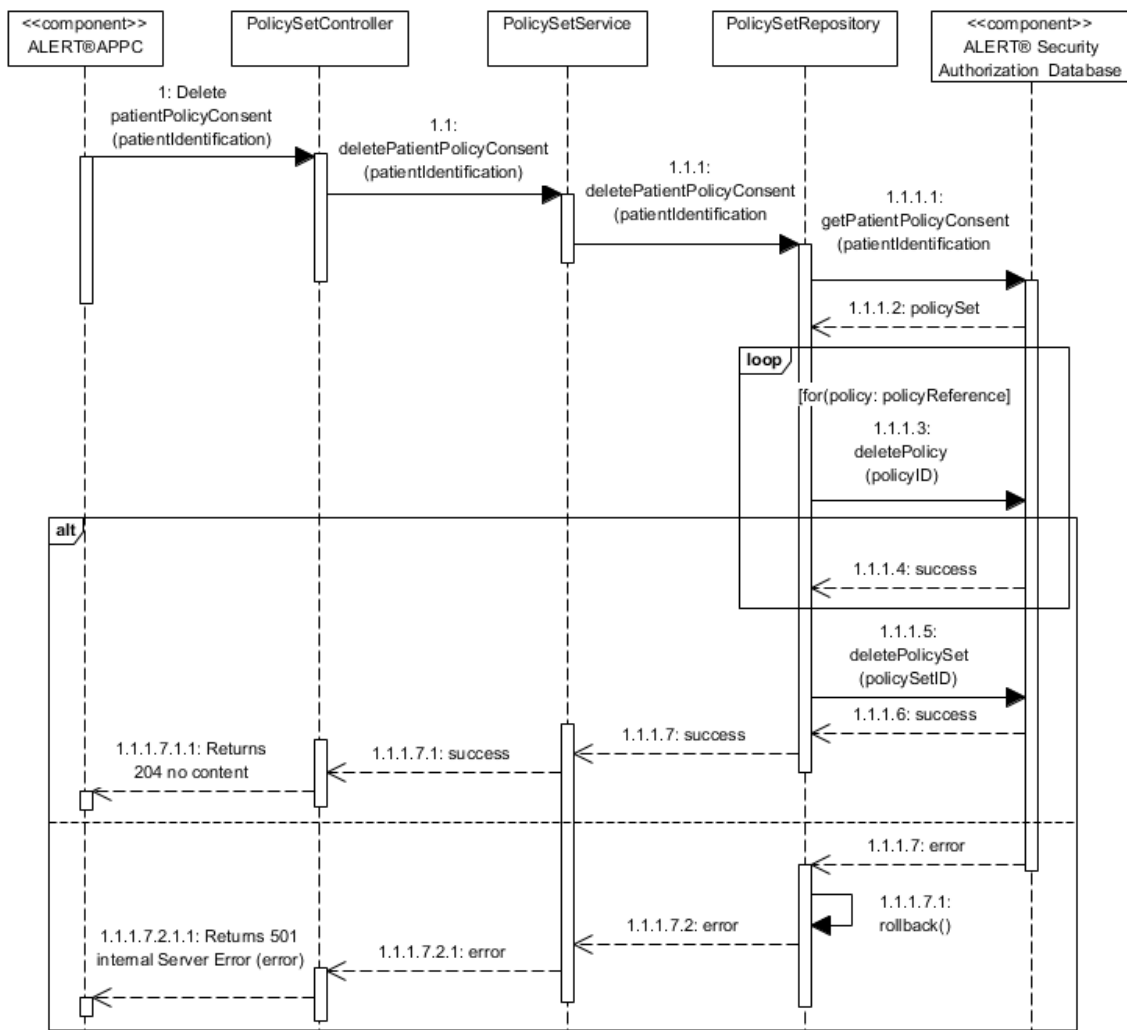 <<component>>
ALERT®APPC
PolicySetController
PolicySetService
PolicySetRepository
<<component>>
ALERT® Security
Authorization Database
1: Delete
patientPolicyConsent
(patientIdentification)
1.1:
deletePatientPolicyConsent
(patientIdentification)
1.1.1:
deletePatientPolicyConsent
(patientIdentification
1.1.1.1:
getPatientPolicyConsent
(patientIdentification
1.1.1.2: policySet
loop
[for(policy: policyReference]
1.1.1.3:
deletePolicy
(policyID)
alt
1.1.1.4: success
1.1.1.5:
deletePolicySet
(policySetID)
1.1.1.6: success
1.1.1.7: success
1.1.1.7.1: success
1.1.1.7.1.1: Returns
204 no content
1.1.1.7: error
1.1.1.7.1:
rollback()
1.1.1.7.2: error
1.1.1.7.2.1: error
1.1.1.7.2.1.1: Returns 501
internal Server Error (error)